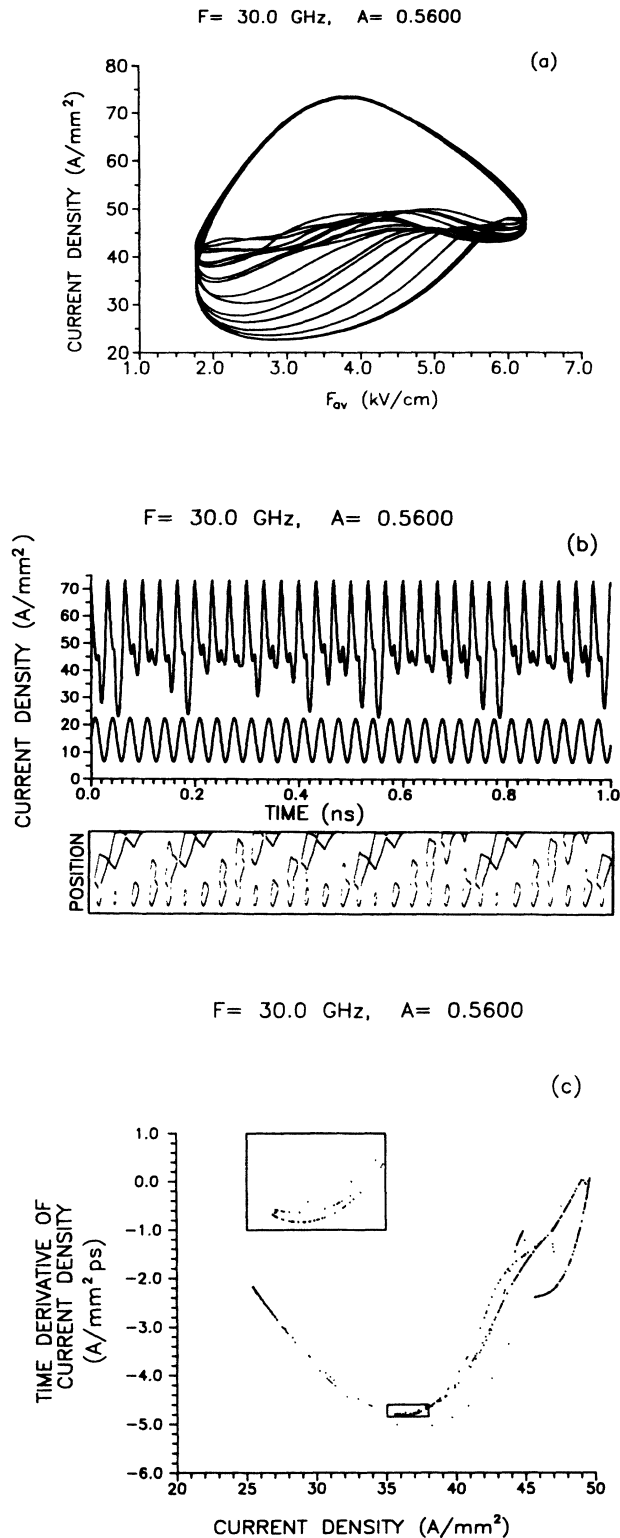 F= 30.0 GHz, A= 0.5600
(a)
CURRENT DENSITY (A/mm²)
80
70
60
50
40
30
20
1.0 2.0 3.0 4.0 5.0 6.0 7.0
F_av (kV/cm)
F= 30.0 GHz, A= 0.5600
(b)
CURRENT DENSITY (A/mm²)
70
60
50
40
30
20
10
0
0.0 0.2 0.4 0.6 0.8 1.0
TIME (ns)
POSITION
F= 30.0 GHz, A= 0.5600
(c)
TIME DERIVATIVE OF
CURRENT DENSITY
(A/mm² ps)
1.0
0.0
-1.0
-2.0
-3.0
-4.0
-5.0
-6.0
20 25 30 35 40 45 50
CURRENT DENSITY (A/mm²)